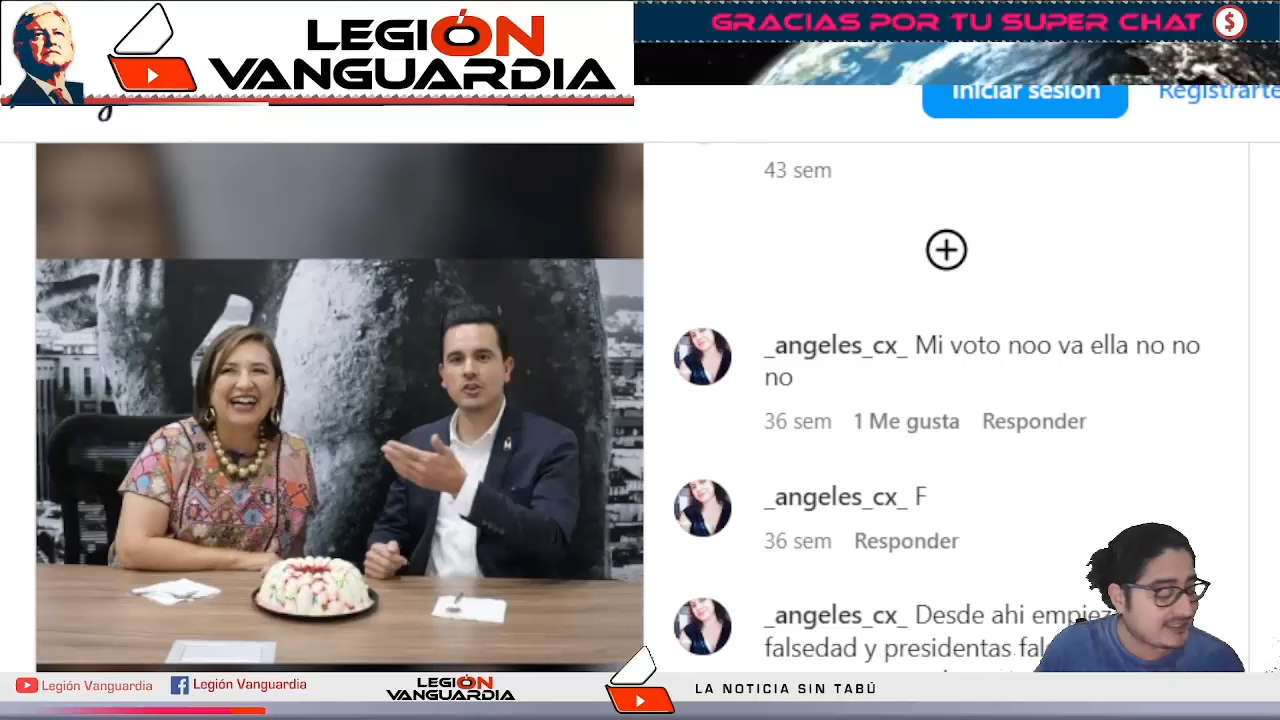 LEGIÓN
VANGUARDIA
GRACIAS POR TU SUPER CHAT
Iniciar sesión
Registrarte
43 sem
_angeles_cx_ Mi voto noo va ella no no
no
36 sem 1 Me gusta Responder
_angeles_cx_ F
36 sem Responder
_angeles_cx_ Desde ahi
falsedad y presidentas
Legión Vanguardia
Legión Vanguardia
LEGIÓN
VANGUARDIA
LA NOTICIA SIN TABÚ